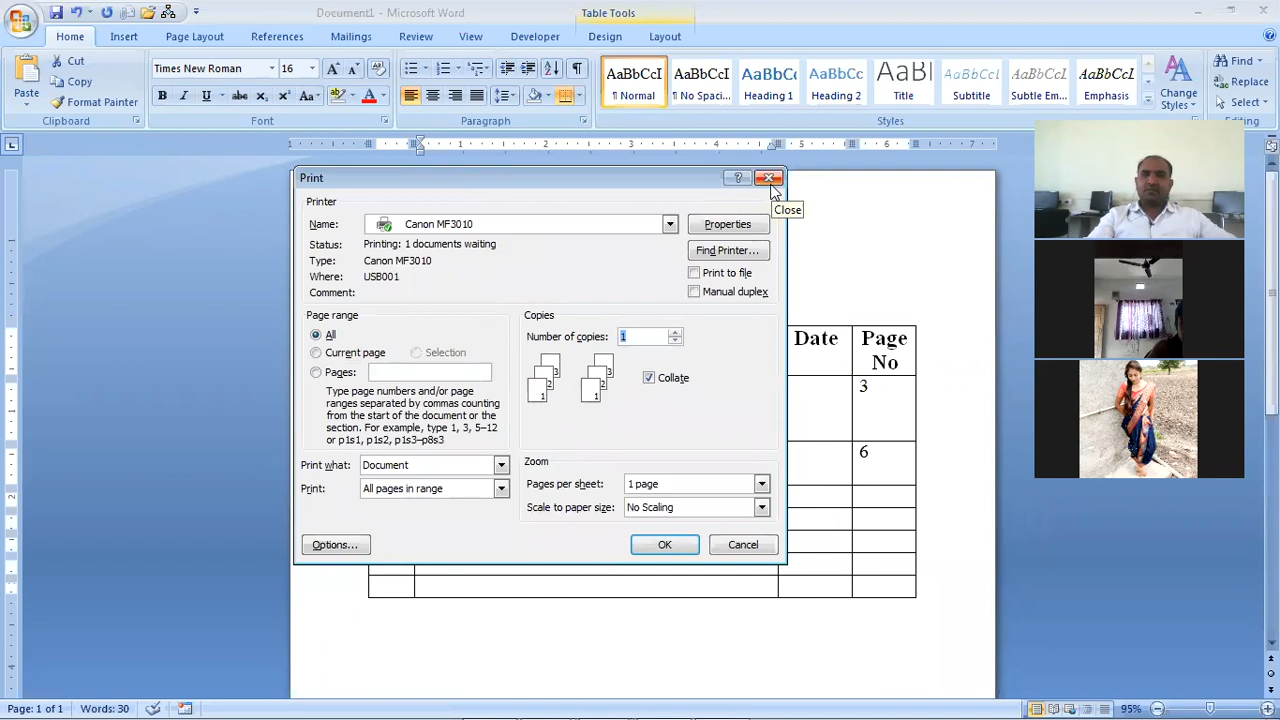 Document1 - Microsoft Word
Table Tools
Home Insert Page Layout References Mailings Review View Developer Design Layout
Cut
Copy
Format Painter
Paste
Clipboard
Times New Roman 16
Font
Paragraph
AaBbCcI AaBbCcI AaBbCc AaBbCc AaBl AaBbCcI AaBbCcI AaBbCcI
¶ Normal ¶ No Spaci... Heading 1 Heading 2 Title Subtitle Subtle Em... Emphasis
Change
Styles
Styles
Find
Replace
Select
Editing
Print
Close
Printer
Name: Canon MF3010
Properties
Status: Printing: 1 documents waiting
Find Printer...
Type: Canon MF3010
Where: USB001
Comment:
Print to file
Manual duplex
Page range
All
Current page Selection
Pages:
Type page numbers and/or page
ranges separated by commas counting
from the start of the document or the
section. For example, type 1, 3, 5–12
or p1s1, p1s2, p1s3–p8s3
Copies
Number of copies: 1
Collate
Print what: Document
Print: All pages in range
Zoom
Pages per sheet: 1 page
Scale to paper size: No Scaling
Options...
OK
Cancel
Date
Page
No
3
6
Page: 1 of 1 Words: 30
95%